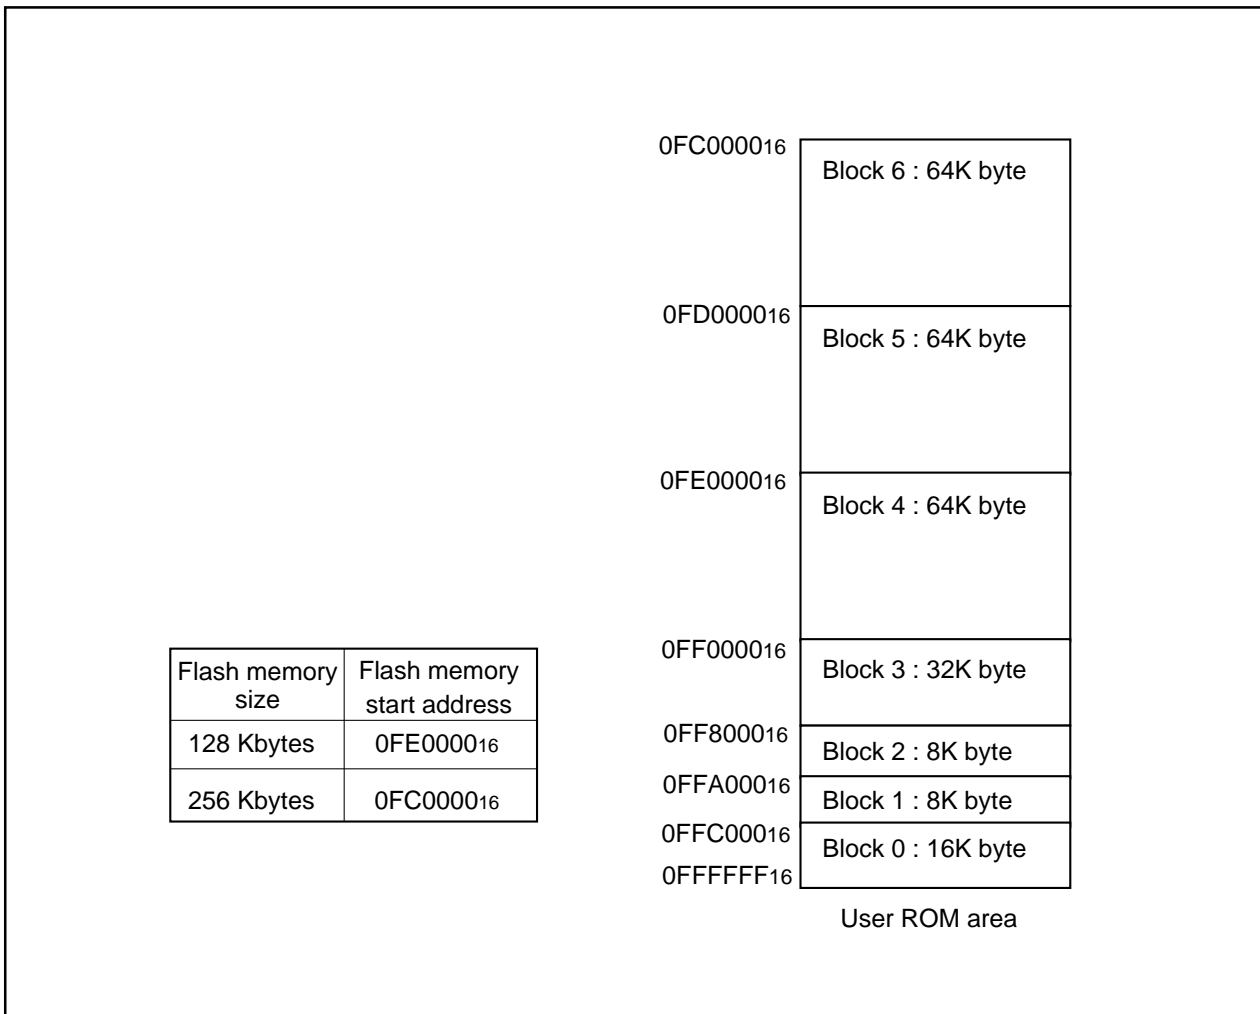 0FC000016
Block 6 : 64K byte
0FD000016
Block 5 : 64K byte
0FE000016
Block 4 : 64K byte
0FF000016
Block 3 : 32K byte
0FF800016
Block 2 : 8K byte
0FFA00016
Block 1 : 8K byte
0FFC00016
Block 0 : 16K byte
0FFFFFF16
User ROM area
Flash memory
size
Flash memory
start address
128 Kbytes
0FE000016
256 Kbytes
0FC000016